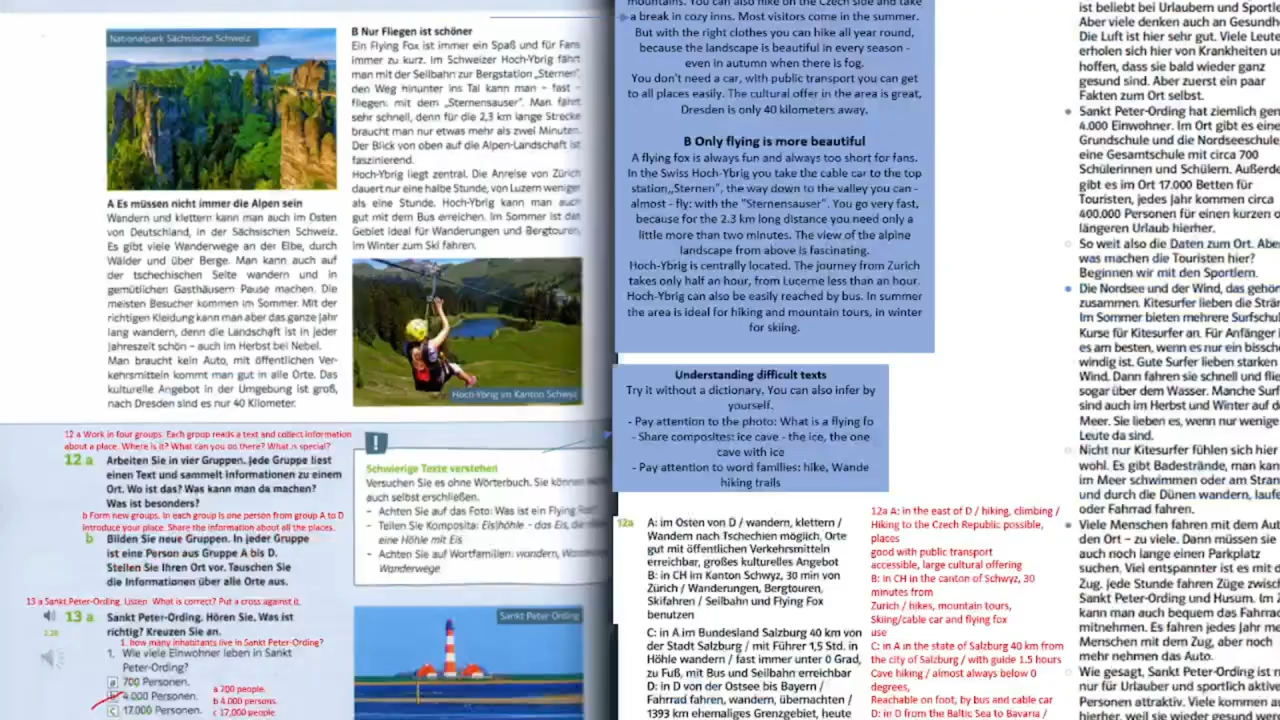 Nationalpark Sächsische Schweiz
A Es müssen nicht immer die Alpen sein
Wandern und klettern kann man auch im Osten
von Deutschland, in der Sächsischen Schweiz.
Es gibt viele Wanderwege an der Elbe, durch
Wälder und über Berge. Man kann auch auf
der tschechischen Seite wandern und in
gemütlichen Gasthäusern Pause machen. Die
meisten Besucher kommen im Sommer. Mit der
richtigen Kleidung kann man aber das ganze Jahr
lang wandern, denn die Landschaft ist in jeder
Jahreszeit schön – auch im Herbst bei Nebel.
Man braucht kein Auto, mit öffentlichen Ver-
kehrsmitteln kommt man gut in alle Orte. Das
kulturelle Angebot in der Umgebung ist groß,
nach Dresden sind es nur 40 Kilometer.
B Nur Fliegen ist schöner
Ein Flying Fox ist immer ein Spaß und für Fans
immer zu kurz. Im Schweizer Hoch-Ybrig fährt
man mit der Seilbahn zur Bergstation „Sternen",
den Weg hinunter ins Tal kann man – fast –
fliegen: mit dem „Sternensauser". Man fährt
sehr schnell, denn für die 2,3 km lange Strecke
braucht man nur etwas mehr als zwei Minuten.
Der Blick von oben auf die Alpen-Landschaft ist
faszinierend.
Hoch-Ybrig liegt zentral. Die Anreise von Zürich
dauert nur eine halbe Stunde, von Luzern weniger
als eine Stunde. Hoch-Ybrig kann man auch
gut mit dem Bus erreichen. Im Sommer ist das
Gebiet ideal für Wanderungen und Bergtouren,
im Winter zum Ski fahren.
Hoch-Ybrig im Kanton Schwyz
12 a Work in four groups. Each group reads a text and collect information
about a place. Where is it? What can you do there? What is special?
12 a Arbeiten Sie in vier Gruppen. Jede Gruppe liest
einen Text und sammelt Informationen zu einem
Ort. Wo ist das? Was kann man da machen?
Was ist besonders?
b Form new groups. In each group is one person from group A to D
Introduce your place. Share the information about all the places.
b Bilden Sie neue Gruppen. In jeder Gruppe
ist eine Person aus Gruppe A bis D.
Stellen Sie Ihren Ort vor. Tauschen Sie
die Informationen über alle Orte aus.
13 a Sankt Peter-Ording. Listen. What is correct? Put a cross against it.
13 a Sankt Peter-Ording. Hören Sie. Was ist
richtig? Kreuzen Sie an.
1. how many inhabitants live in Sankt Peter-Ording?
1. Wie viele Einwohner leben in Sankt
Peter-Ording?
a 700 Personen.
b 4.000 Personen.
c 17.000 Personen.
a 700 people.
b 4.000 persons.
c 17,000 people.
!
Schwierige Texte verstehen
Versuchen Sie es ohne Wörterbuch. Sie können
auch selbst erschließen.
– Achten Sie auf das Foto: Was ist ein Flying
– Teilen Sie Komposita: Eis|höhle – das Eis, die
eine Höhle mit Eis
– Achten Sie auf Wortfamilien: wandern,
Wanderwege
Sankt Peter-Ording
mountains. You can also hike on the Czech side and take
a break in cozy inns. Most visitors come in the summer.
But with the right clothes you can hike all year round,
because the landscape is beautiful in every season -
even in autumn when there is fog.
You don't need a car, with public transport you can get
to all places easily. The cultural offer in the area is great,
Dresden is only 40 kilometers away.
B Only flying is more beautiful
A flying fox is always fun and always too short for fans.
In the Swiss Hoch-Ybrig you take the cable car to the top
station„Sternen", the way down to the valley you can -
almost - fly: with the "Sternensauser". You go very fast,
because for the 2.3 km long distance you need only a
little more than two minutes. The view of the alpine
landscape from above is fascinating.
Hoch-Ybrig is centrally located. The journey from Zurich
takes only half an hour, from Lucerne less than an hour.
Hoch-Ybrig can also be easily reached by bus. In summer
the area is ideal for hiking and mountain tours, in winter
for skiing.
Understanding difficult texts
Try it without a dictionary. You can also infer by
yourself.
- Pay attention to the photo: What is a flying fo
- Share composites: ice cave - the ice, the one
cave with ice
- Pay attention to word families: hike, Wande
hiking trails
12a A: im Osten von D / wandern, klettern /
Wandern nach Tschechien möglich, Orte
gut mit öffentlichen Verkehrsmitteln
erreichbar, großes kulturelles Angebot
B: in CH im Kanton Schwyz, 30 min von
Zürich / Wanderungen, Bergtouren,
Skifahren / Seilbahn und Flying Fox
benutzen
C: in A im Bundesland Salzburg 40 km von
der Stadt Salzburg / mit Führer 1,5 Std. in
Höhle wandern / fast immer unter 0 Grad,
zu Fuß, mit Bus und Seilbahn erreichbar
D: in D von der Ostsee bis Bayern /
Fahrrad fahren, wandern, übernachten /
1393 km ehemaliges Grenzgebiet, heute
12a A: in the east of D / hiking, climbing /
Hiking to the Czech Republic possible,
places
good with public transport
accessible, large cultural offering
B: in CH in the canton of Schwyz, 30
minutes from
Zurich / hikes, mountain tours,
Skiing/cable car and flying fox
use
C: in A in the state of Salzburg 40 km from
the city of Salzburg / with guide 1.5 hours
Cave hiking / almost always below 0
degrees,
Reachable on foot, by bus and cable car
D: in D from the Baltic Sea to Bavaria /
ist beliebt bei Urlaubern und Sportle
Aber viele denken auch an Gesundh
Die Luft ist hier sehr gut. Viele Leute
erholen sich hier von Krankheiten u
hoffen, dass sie bald wieder ganz
gesund sind. Aber zuerst ein paar
Fakten zum Ort selbst.
Sankt Peter-Ording hat ziemlich gen
4.000 Einwohner. Im Ort gibt es eine
Grundschule und die Nordseeschule,
eine Gesamtschule mit circa 700
Schülerinnen und Schülern. Außerde
gibt es im Ort 17.000 Betten für
Touristen, jedes Jahr kommen circa
400.000 Personen für einen kurzen o
längeren Urlaub hierher.
So weit also die Daten zum Ort. Abe
was machen die Touristen hier?
Beginnen wir mit den Sportlern.
Die Nordsee und der Wind, das gehör
zusammen. Kitesurfer lieben die Strän
Im Sommer bieten mehrere Surfschul
Kurse für Kitesurfer an. Für Anfänger i
es am besten, wenn es nur ein bissche
windig ist. Gute Surfer lieben starken
Wind. Dann fahren sie schnell und flie
sogar über dem Wasser. Manche Surf
sind auch im Herbst und Winter auf d
Meer. Sie lieben es, wenn nur wenige
Leute da sind.
Nicht nur Kitesurfer fühlen sich hier
wohl. Es gibt Badestrände, man kan
im Meer schwimmen oder am Stran
und durch die Dünen wandern, laufe
oder Fahrrad fahren.
Viele Menschen fahren mit dem Aut
den Ort – zu viele. Dann müssen sie
auch noch lange einen Parkplatz
suchen. Viel entspannter ist es mit d
Zug. Jede Stunde fahren Züge zwisch
Sankt Peter-Ording und Husum. Im Z
kann man auch bequem das Fahrrad
mitnehmen. Es fahren jedes Jahr me
Menschen mit dem Zug, aber noch
mehr nehmen das Auto.
Wie gesagt, Sankt Peter-Ording ist n
nur für Urlauber und sportlich aktive
Personen attraktiv. Viele kommen a
hierher, weil sie wieder gesund wer